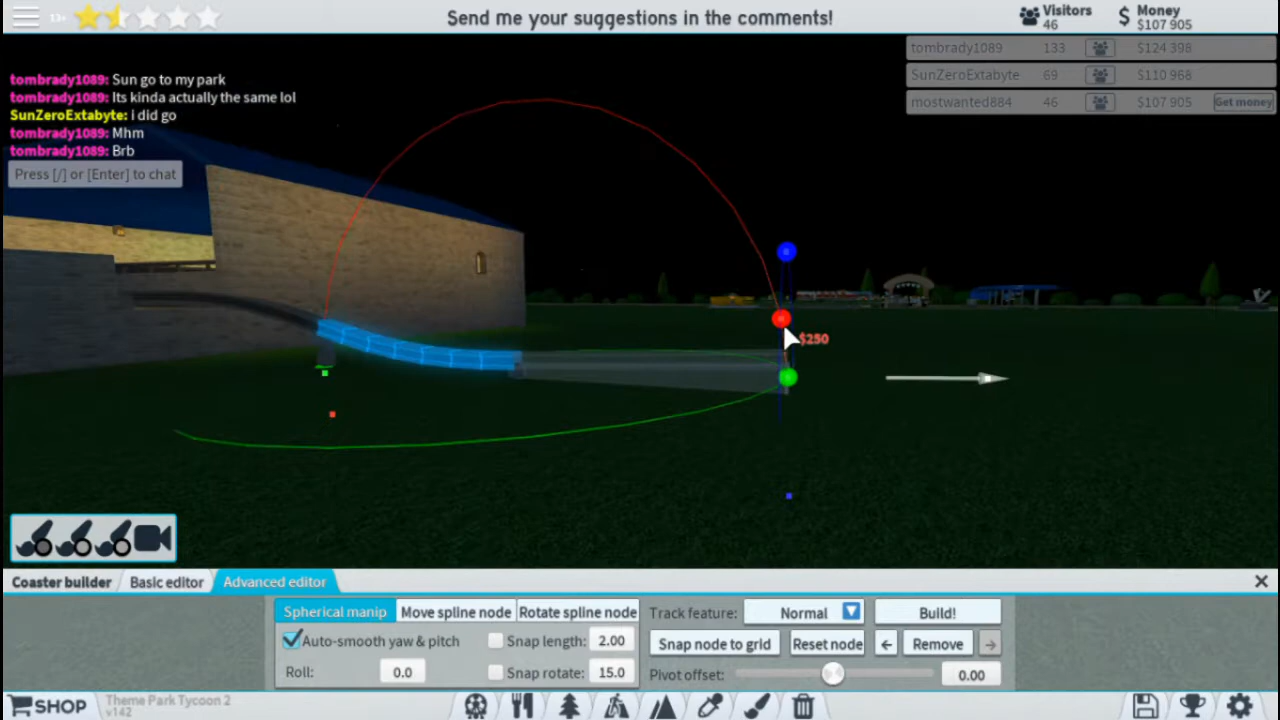 13+
Send me your suggestions in the comments!
Visitors
46
$
Money
$107 905
tombrady1089 133 $124 398
SunZeroExtabyte 69 $110 968
mostwanted884 46 $107 905 Get money
tombrady1089: Sun go to my park
tombrady1089: Its kinda actually the same lol
SunZeroExtabyte: i did go
tombrady1089: Mhm
tombrady1089: Brb
Press [/] or [Enter] to chat
$250
Coaster builder Basic editor Advanced editor
Spherical manip Move spline node Rotate spline node Track feature: Normal Build!
Auto-smooth yaw & pitch Snap length: 2.00 Snap node to grid Reset node Remove
Roll: 0.0 Snap rotate: 15.0 Pivot offset: 0.00
SHOP
Theme Park Tycoon 2
v142